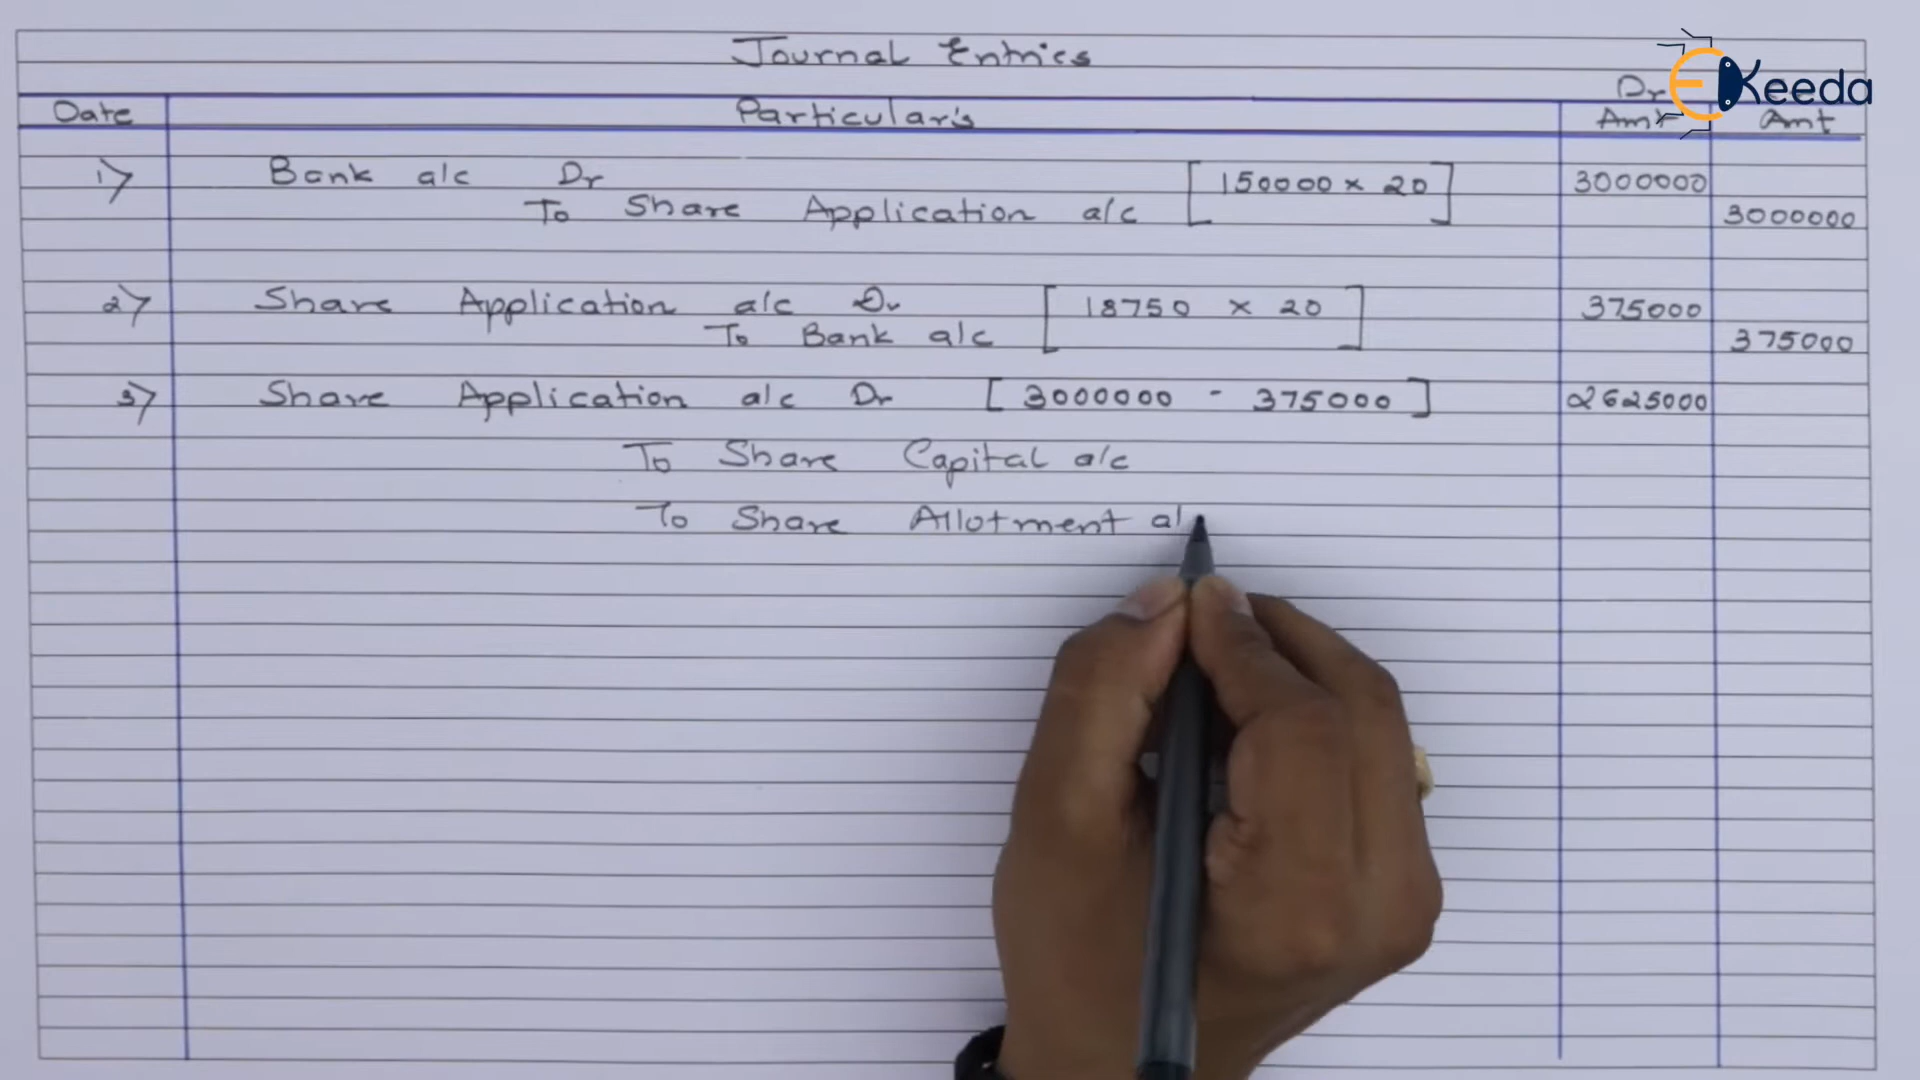 Journal Entries
Dr
EKeeda
Date Particular's Amt Amt
1) Bank a/c Dr [150000 x 20] 3000000
To Share Application a/c 3000000
2) Share Application a/c Dr [18750 x 20] 375000
To Bank a/c 375000
3) Share Application a/c Dr [3000000 - 375000] 2625000
To Share Capital a/c
To Share Allotment a/